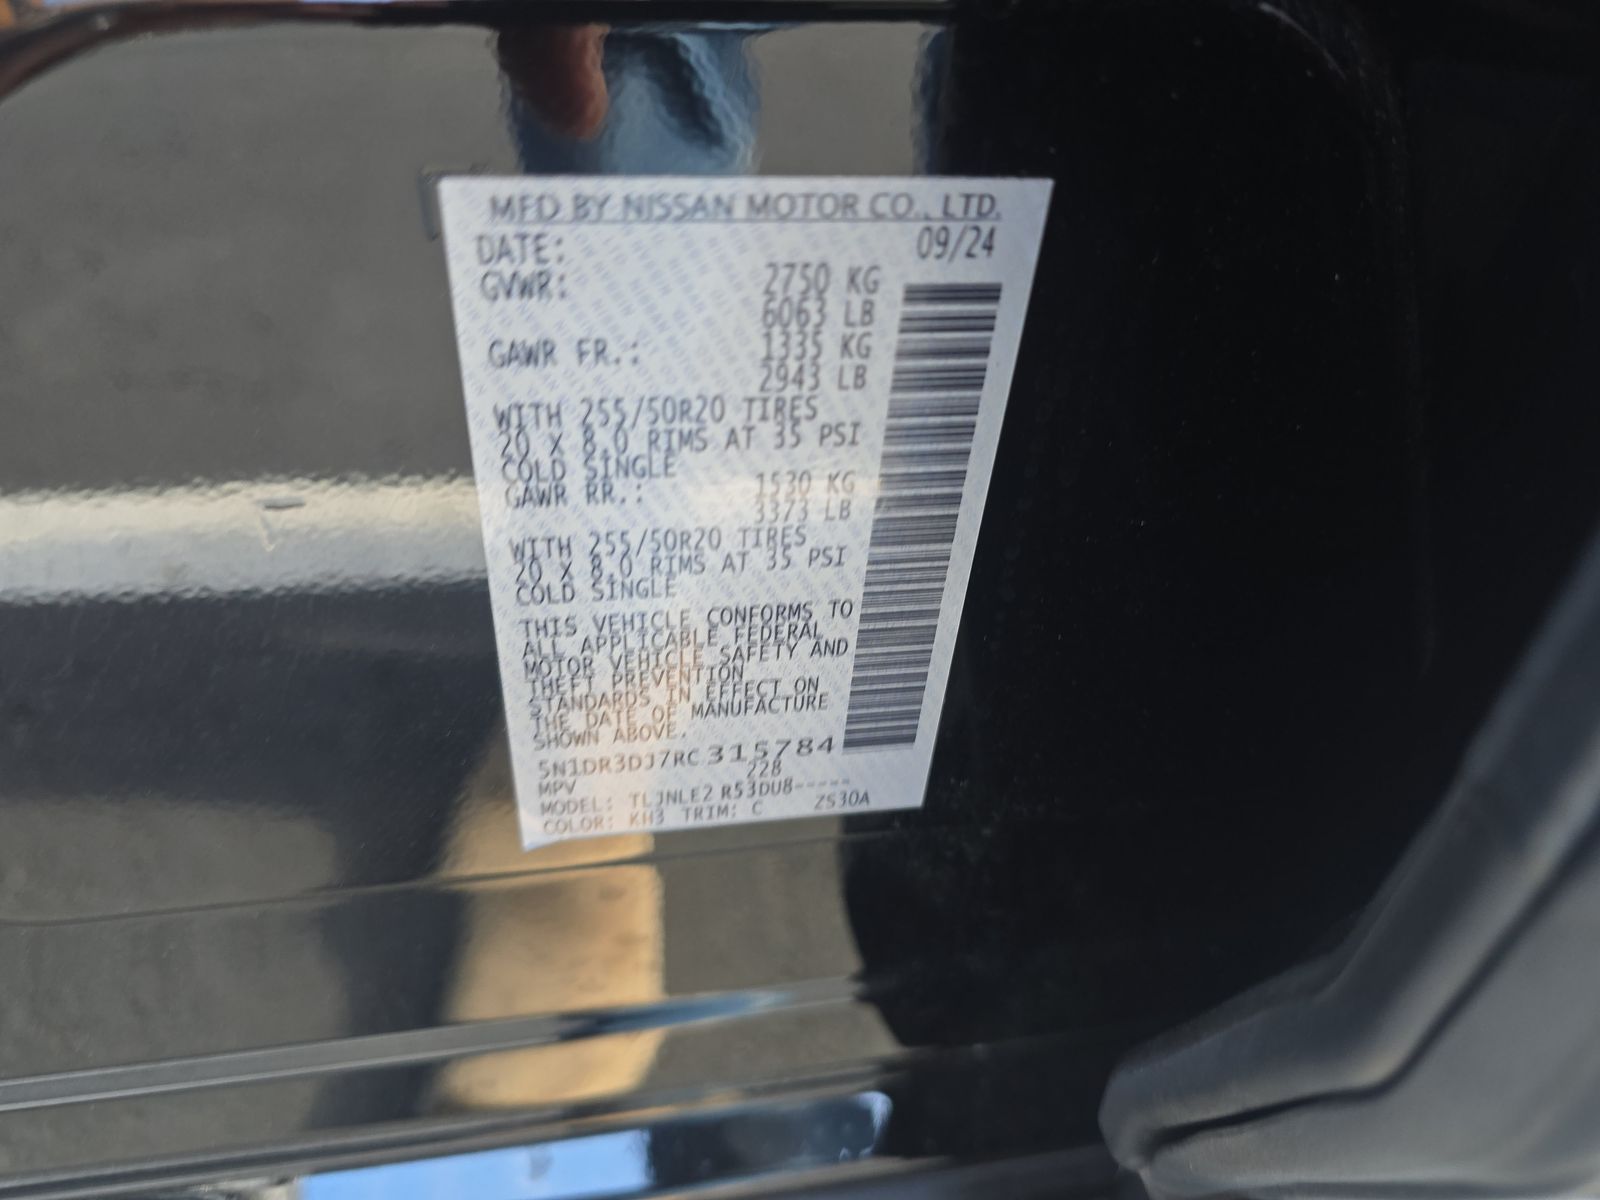 MFD BY NISSAN MOTOR CO., LTD.
DATE: 09/24
GVWR: 2750 KG
6063 LB
GAWR FR.: 1335 KG
2943 LB
WITH 255/50R20 TIRES
20 X 8.0 RIMS AT 35 PSI
COLD SINGLE
GAWR RR.: 1530 KG
3373 LB
WITH 255/50R20 TIRES
20 X 8.0 RIMS AT 35 PSI
COLD SINGLE
THIS VEHICLE CONFORMS TO
ALL APPLICABLE FEDERAL
MOTOR VEHICLE SAFETY AND
THEFT PREVENTION
STANDARDS IN EFFECT ON
THE DATE OF MANUFACTURE
SHOWN ABOVE.
5N1DR3DJ7RC315784
MPV 228
MODEL: TLJNLE2 R53DU8-----
COLOR: KH3 TRIM: C ZS30A